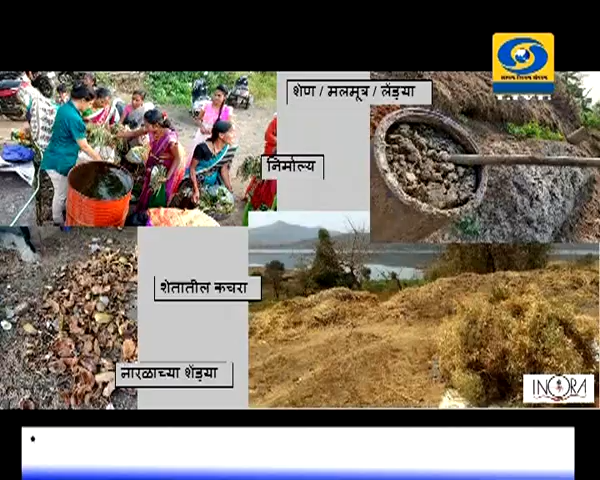 शेण / मलमूत्र / लेंड्या
निर्माल्य
शेतातील कचरा
नारळाच्या शेंड्या
INORA